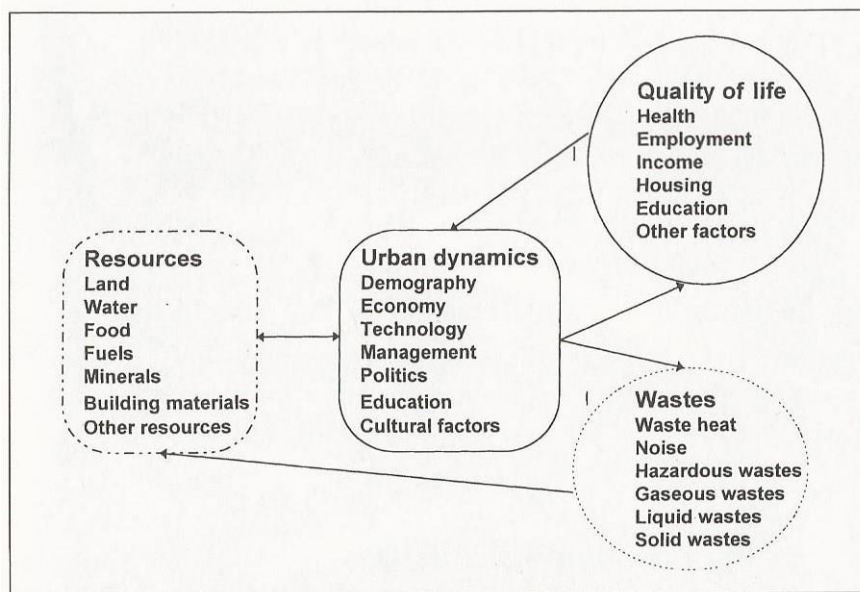 Quality of life
Health
Employment
Income
Housing
Education
Other factors
Resources
Land
Water
Food
Fuels
Minerals
Building materials
Other resources
Urban dynamics
Demography
Economy
Technology
Management
Politics
Education
Cultural factors
Wastes
Waste heat
Noise
Hazardous wastes
Gaseous wastes
Liquid wastes
Solid wastes